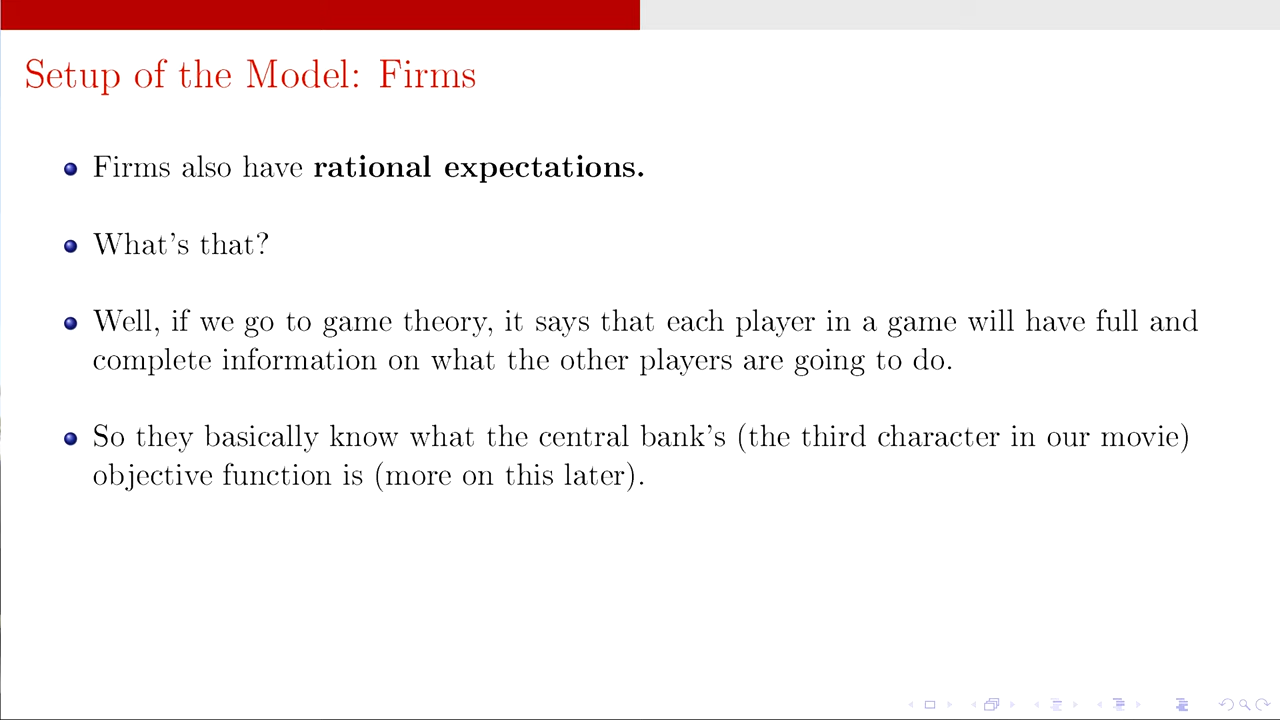 Setup of the Model: Firms
Firms also have rational expectations.
What's that?
Well, if we go to game theory, it says that each player in a game will have full and
complete information on what the other players are going to do.
So they basically know what the central bank's (the third character in our movie)
objective function is (more on this later).